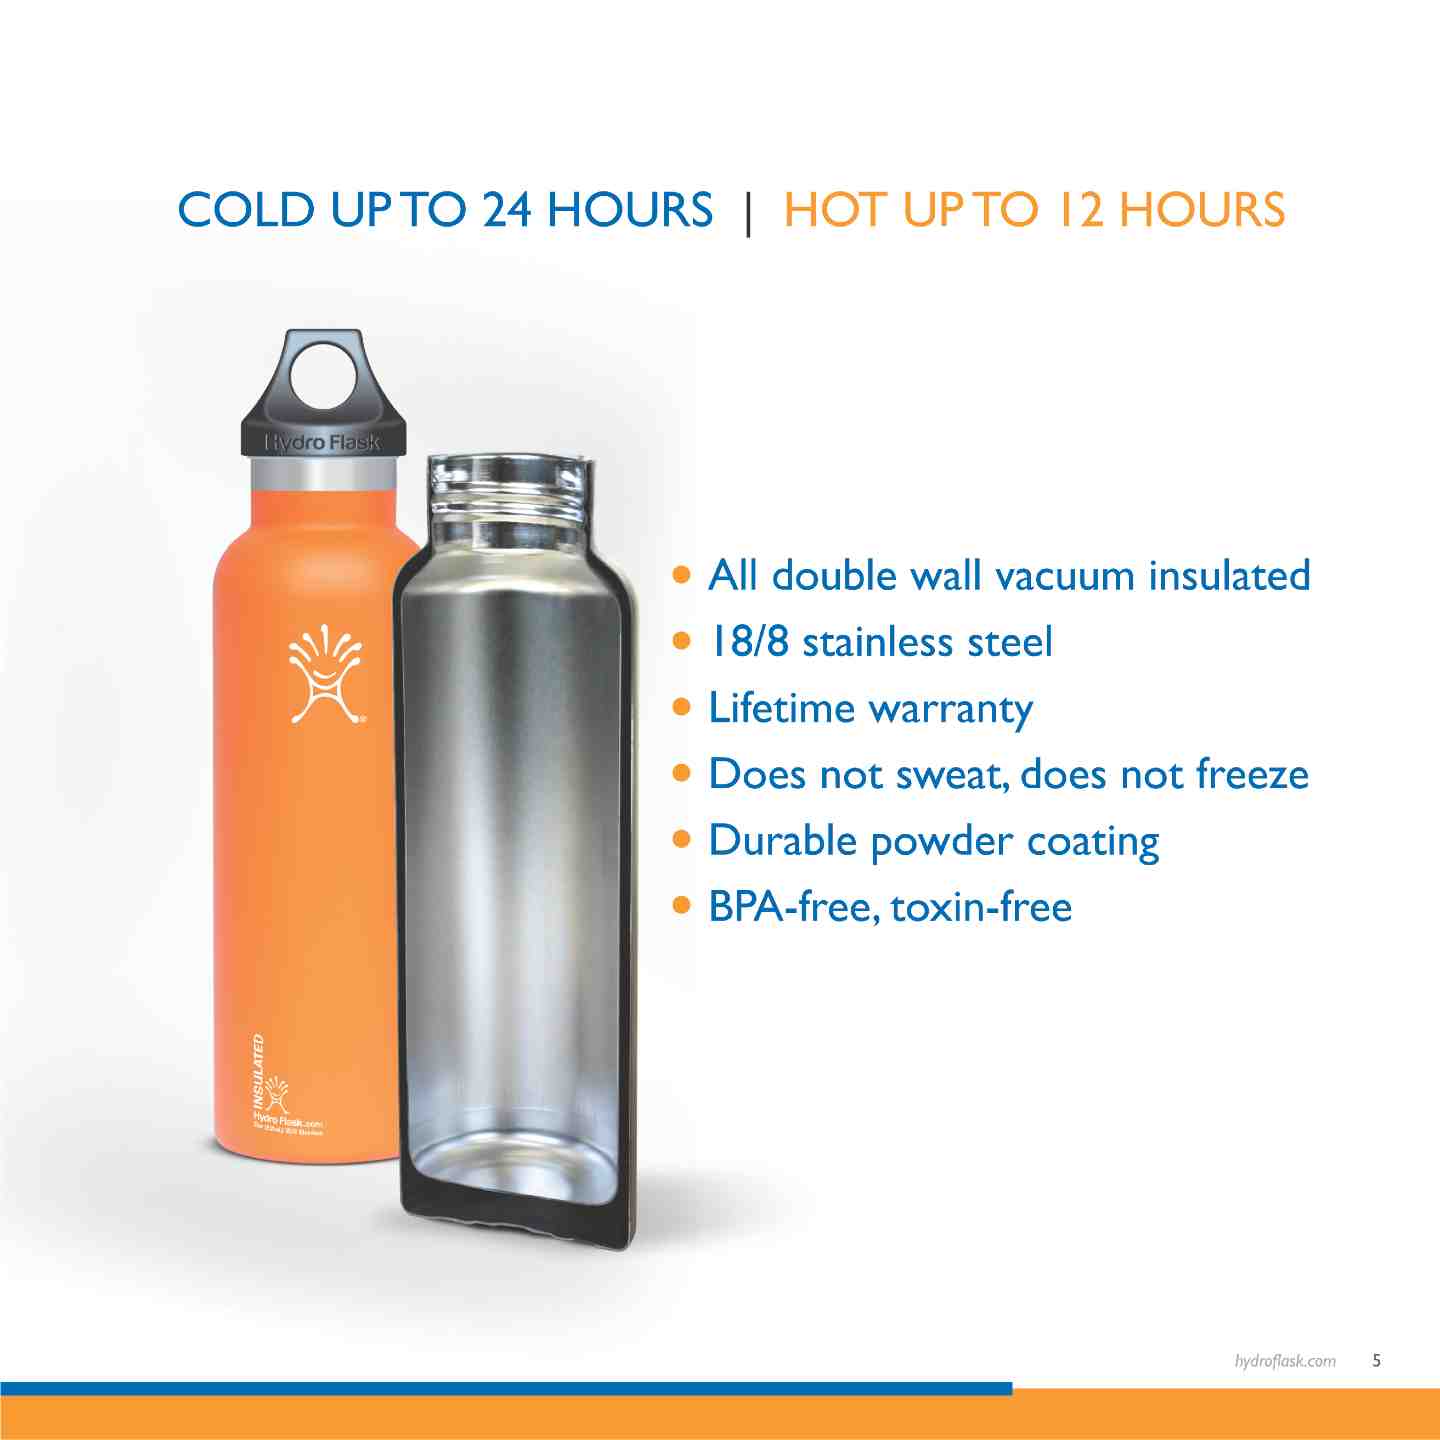 COLD UP TO 24 HOURS | HOT UP TO 12 HOURS
Hydro Flask
• All double wall vacuum insulated
• 18/8 stainless steel
• Lifetime warranty
• Does not sweat, does not freeze
• Durable powder coating
• BPA-free, toxin-free
®
INSULATED
Hydro Flask.com
hydroflask.com 5